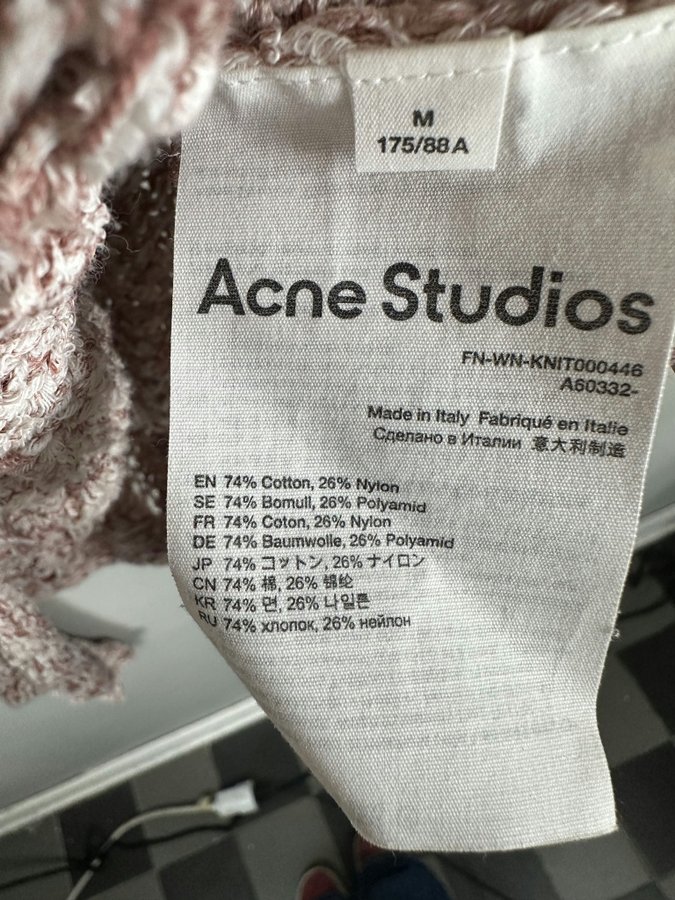 M
175/88A
Acne Studios
FN-WN-KNIT000446
A60332-
Made in Italy Fabriqué en Italie
Сделано в Италии 意大利制造
EN 74% Cotton, 26% Nylon
SE 74% Bomull, 26% Polyamid
FR 74% Coton, 26% Nylon
DE 74% Baumwolle, 26% Polyamid
JP 74% コットン, 26% ナイロン
CN 74% 棉, 26% 锦纶
KR 74% 면, 26% 나일론
RU 74% хлопок, 26% нейлон